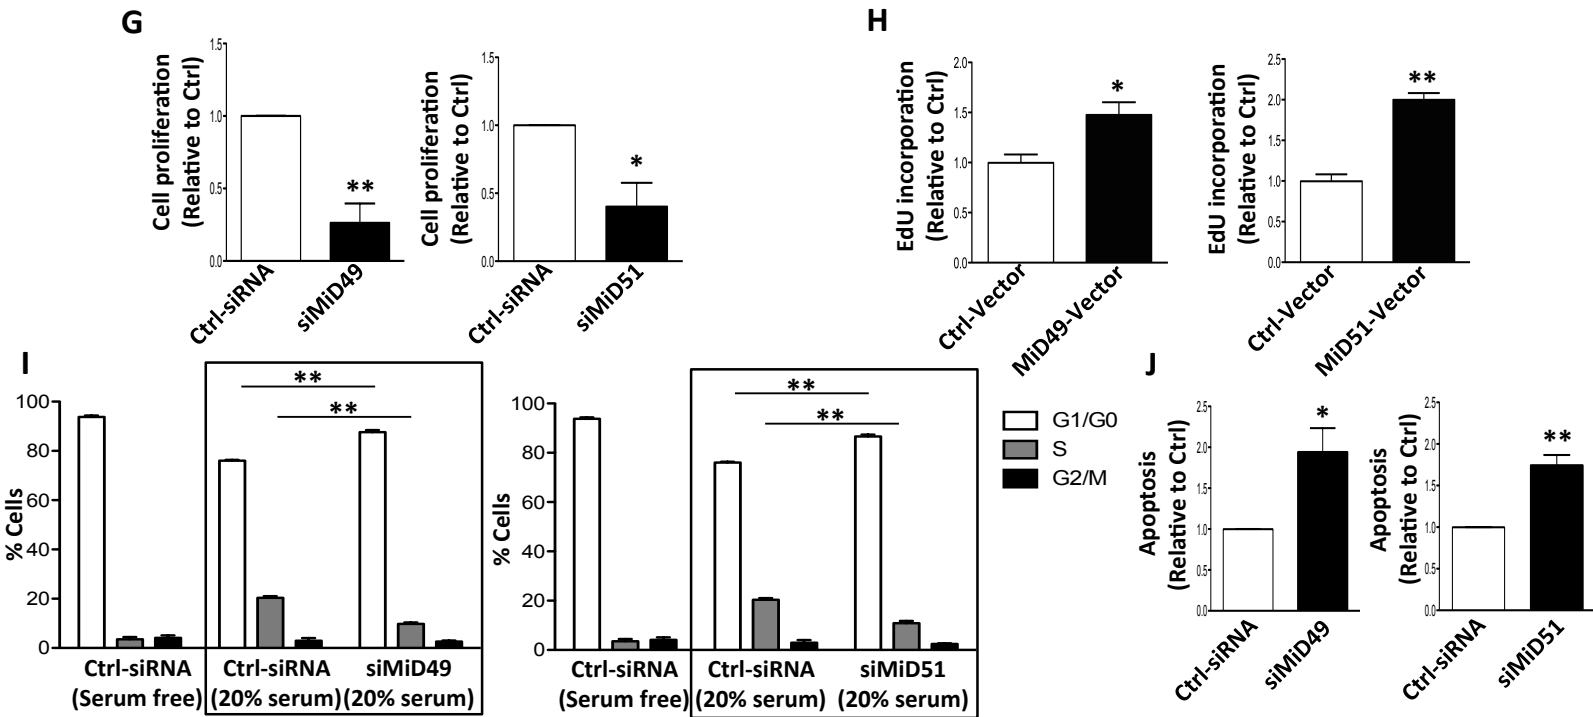 G
Cell proliferation
(Relative to Ctrl)
1.5
1.0
0.5
0.0
**
Ctrl-siRNA
siMiD49
Cell proliferation
(Relative to Ctrl)
1.5
1.0
0.5
0.0
*
Ctrl-siRNA
siMiD51
H
EdU incorporation
(Relative to Ctrl)
2.0
1.5
1.0
0.5
0.0
*
Ctrl-Vector
MiD49-Vector
EdU incorporation
(Relative to Ctrl)
2.5
2.0
1.5
1.0
0.5
0.0
**
Ctrl-Vector
MiD51-Vector
I
% Cells
100
80
60
40
20
0
**
**
Ctrl-siRNA
(Serum free)
Ctrl-siRNA
(20% serum)
siMiD49
(20% serum)
% Cells
100
80
60
40
20
0
**
**
Ctrl-siRNA
(Serum free)
Ctrl-siRNA
(20% serum)
siMiD51
(20% serum)
G1/G0
S
G2/M
J
Apoptosis
(Relative to Ctrl)
2.5
2.0
1.5
1.0
0.5
0.0
*
Ctrl-siRNA
siMiD49
Apoptosis
(Relative to Ctrl)
2.5
2.0
1.5
1.0
0.5
0.0
**
Ctrl-siRNA
siMiD51